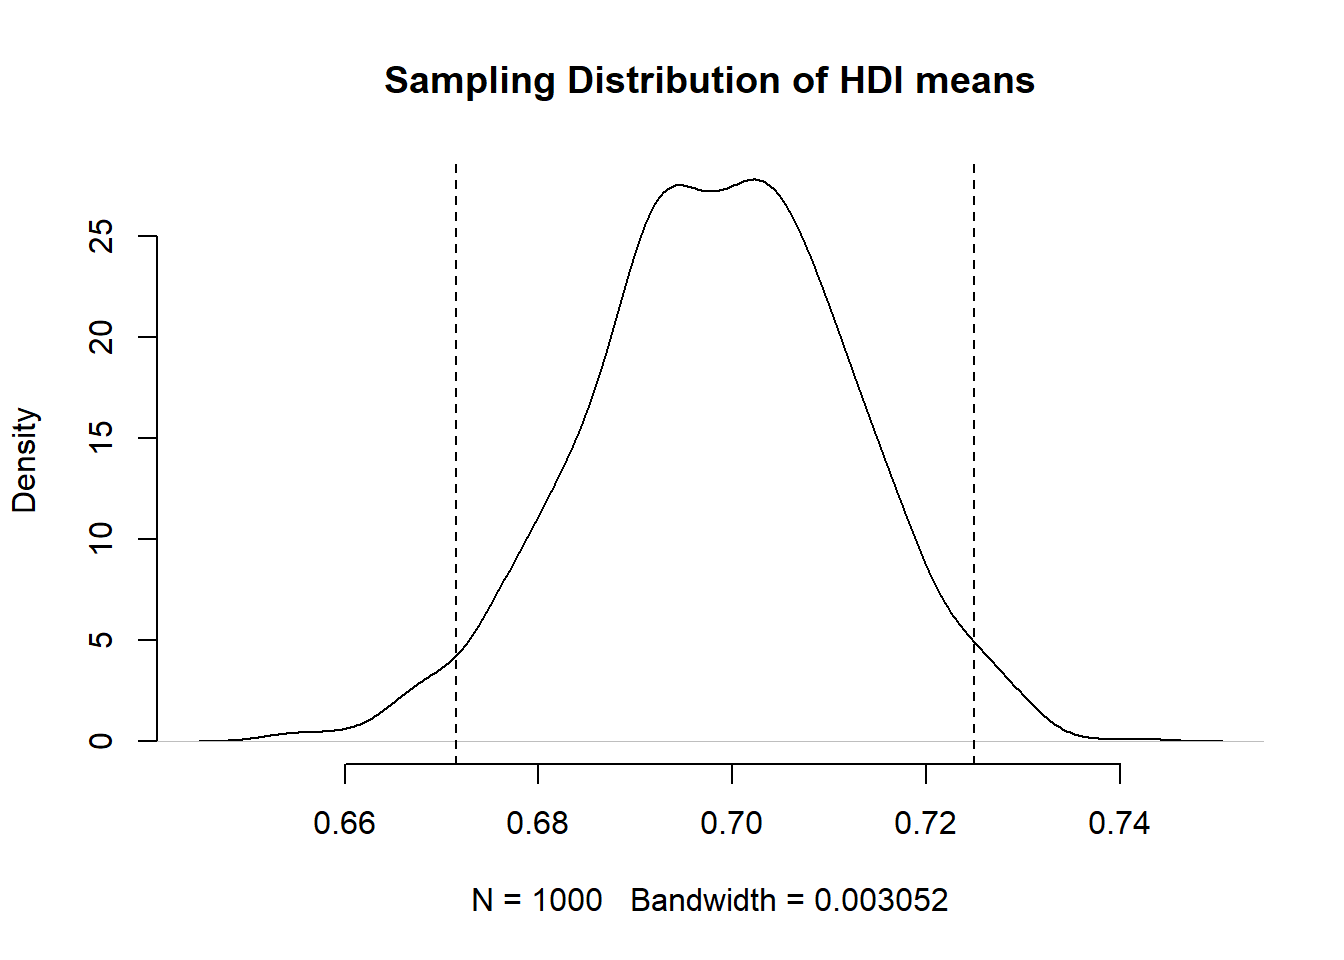 Sampling Distribution of HDI means
Density
25
20
15
10
5
0
0.66 0.68 0.70 0.72 0.74
N = 1000 Bandwidth = 0.003052